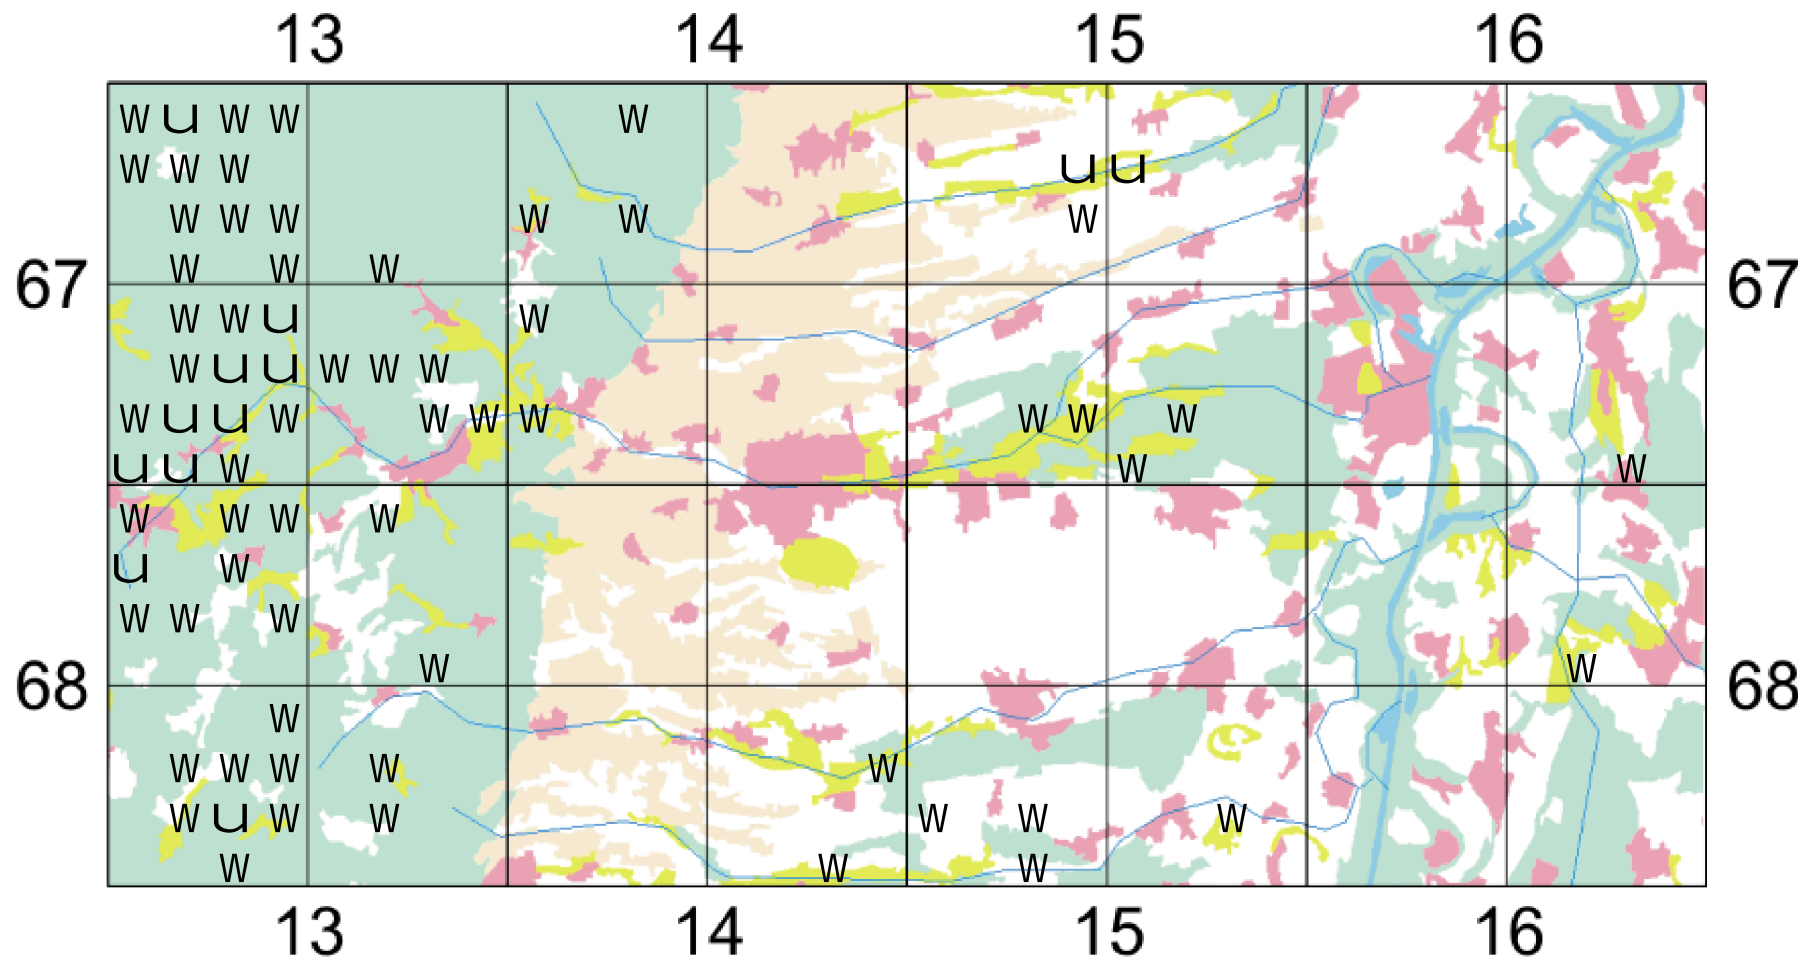 13 14 15 16
W U W W W
W W W U U
W W W W W W
67 W W W 67
W W U W
W U U W W W
W U U W W W W W W W
U U W W W
W W W W
U W
W W W
68 W W 68
W
W W W W W
W U W W W W W
W W W
13 14 15 16